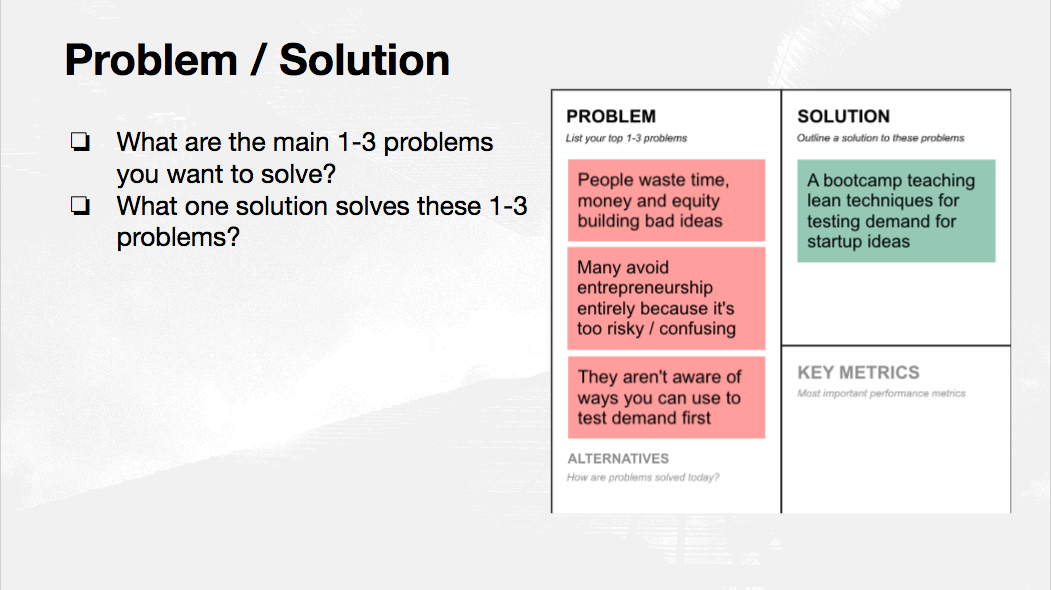 Problem / Solution
❏ What are the main 1-3 problems
you want to solve?
❏ What one solution solves these 1-3
problems?
PROBLEM
List your top 1-3 problems
People waste time,
money and equity
building bad ideas
Many avoid
entrepreneurship
entirely because it's
too risky / confusing
They aren't aware of
ways you can use to
test demand first
ALTERNATIVES
How are problems solved today?
SOLUTION
Outline a solution to these problems
A bootcamp teaching
lean techniques for
testing demand for
startup ideas
KEY METRICS
Most important performance metrics